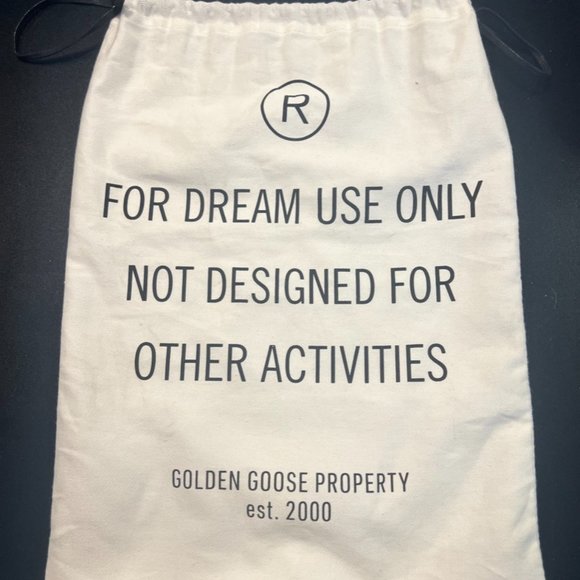 R
FOR DREAM USE ONLY
NOT DESIGNED FOR
OTHER ACTIVITIES
GOLDEN GOOSE PROPERTY
est. 2000